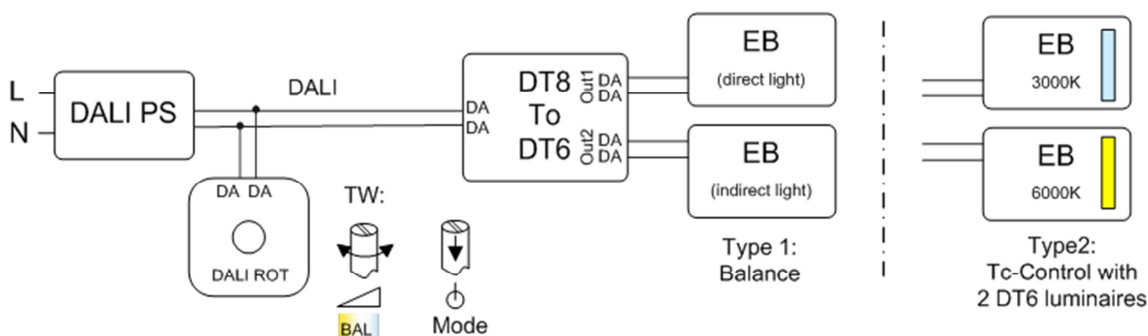 L
N
DALI PS
DALI
DA DA
DALI ROT
TW:
BAL
Mode
DA
DA
DT8
To
DT6
Out1
DA
DA
Out2
DA
DA
EB
(direct light)
EB
(indirect light)
Type 1:
Balance
EB
3000K
EB
6000K
Type2:
Tc-Control with
2 DT6 luminaires